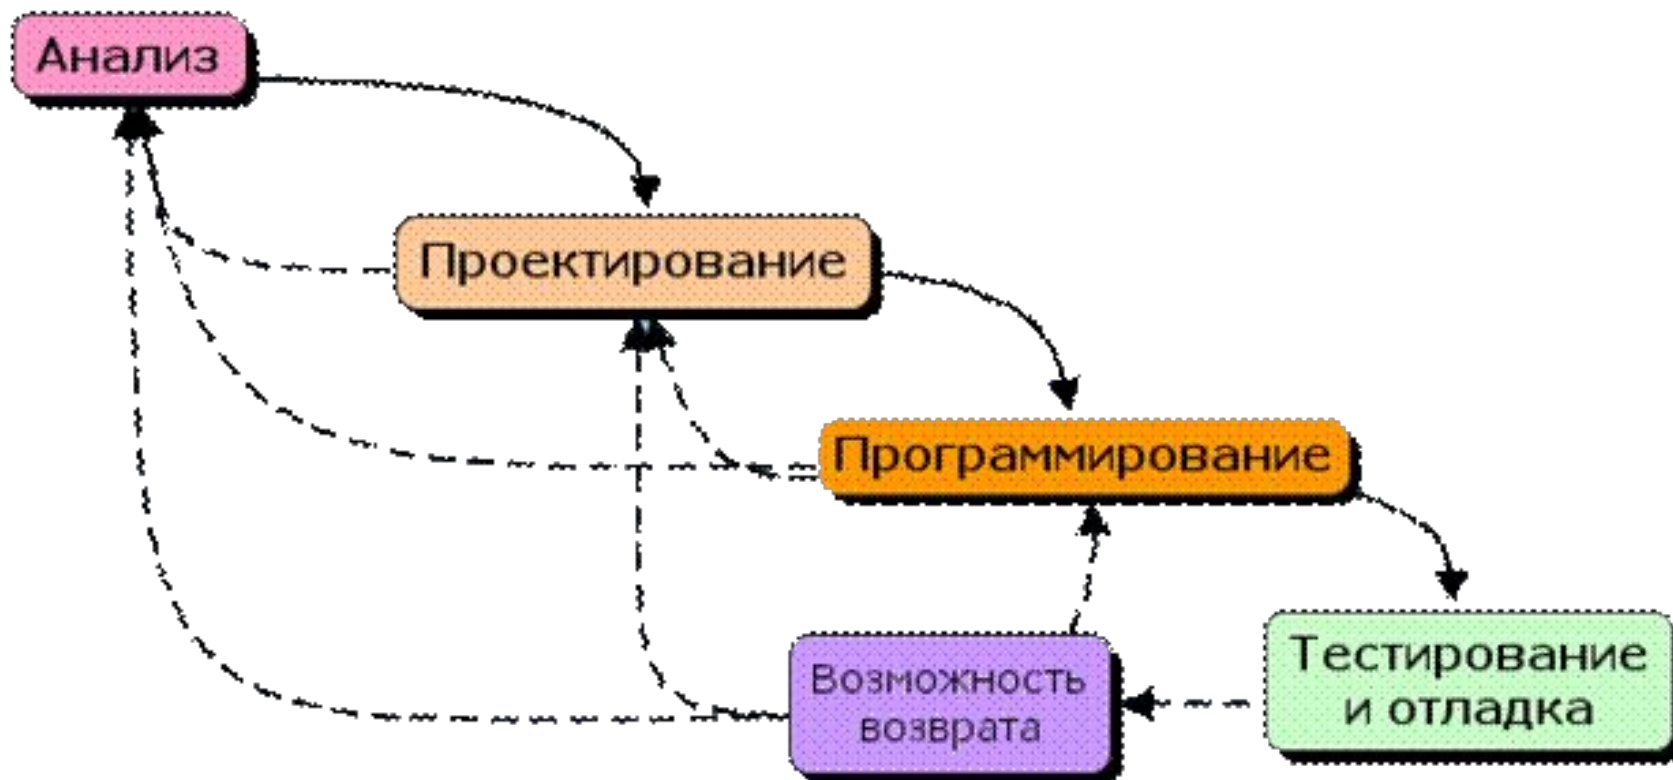 Анализ
Проектирование
Программирование
Возможность
возврата
Тестирование
и отладка